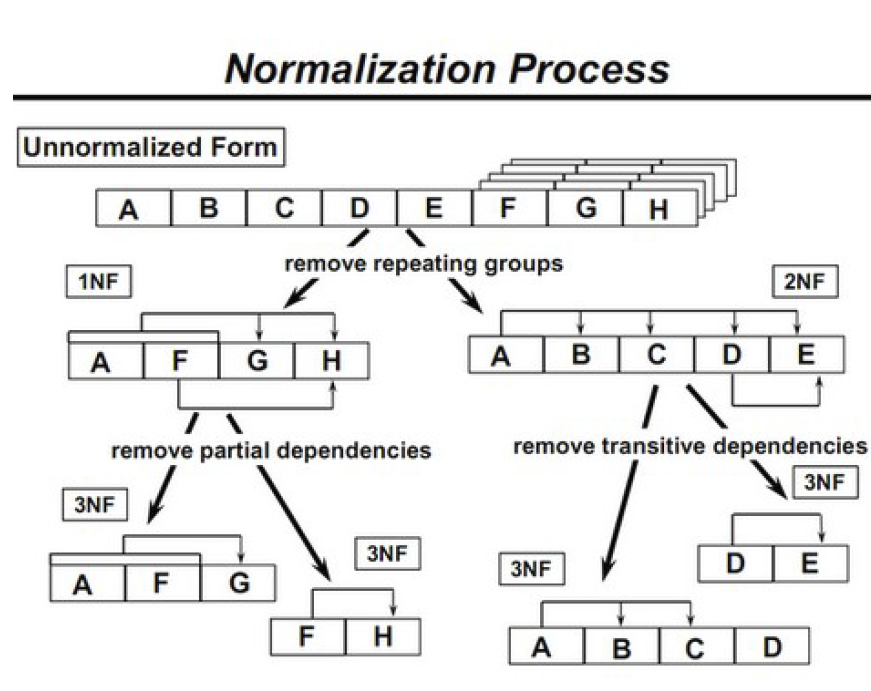 Normalization Process
Unnormalized Form
A B C D E F G H
remove repeating groups
1NF
2NF
A F G H
A B C D E
remove partial dependencies
remove transitive dependencies
3NF
3NF
A F G
D E
3NF
3NF
F H
A B C D